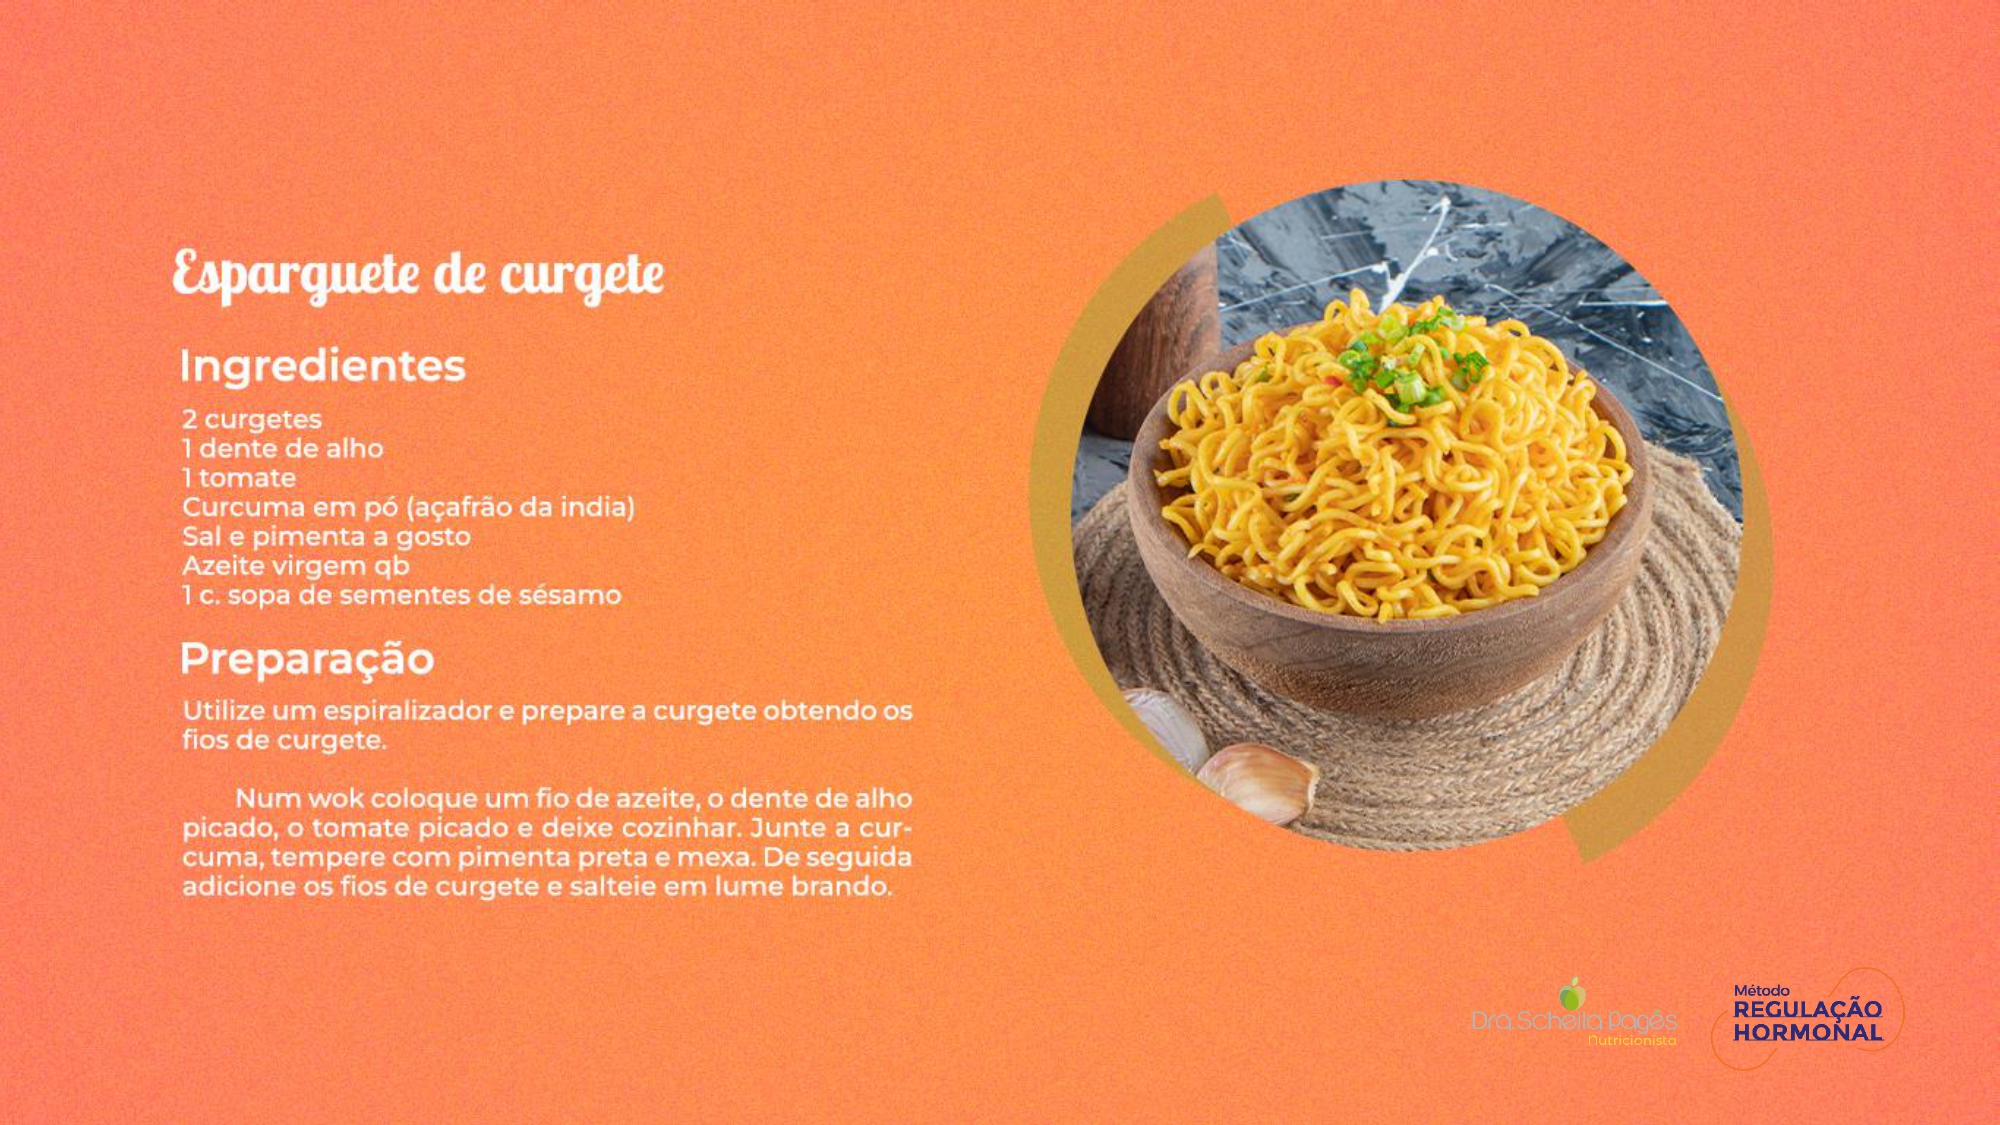 Esparguete de curgete
Ingredientes
2 curgetes
1 dente de alho
1 tomate
Curcuma em pó (açafrão da india)
Sal e pimenta a gosto
Azeite virgem qb
1 c. sopa de sementes de sésamo
Preparação
Utilize um espiralizador e prepare a curgete obtendo os
fios de curgete.
Num wok coloque um fio de azeite, o dente de alho
picado, o tomate picado e deixe cozinhar. Junte a cur-
cuma, tempere com pimenta preta e mexa. De seguida
adicione os fios de curgete e salteie em lume brando.
Dra. Scheila Pagês
Nutricionista
Método
REGULAÇÃO
HORMONAL